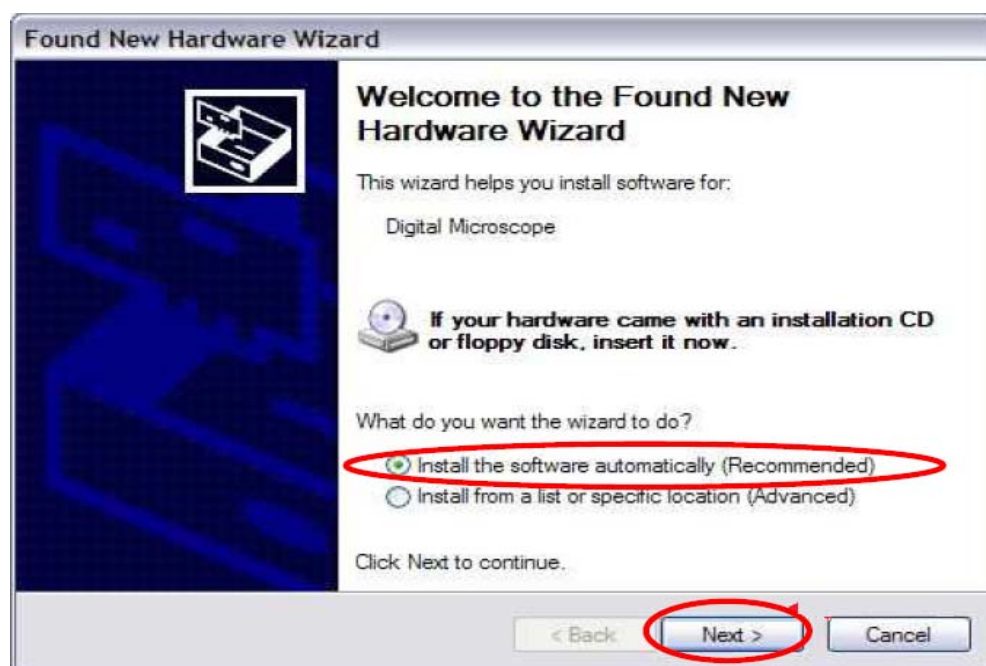 Found New Hardware Wizard
Welcome to the Found New
Hardware Wizard
This wizard helps you install software for:
Digital Microscope
If your hardware came with an installation CD
or floppy disk, insert it now.
What do you want the wizard to do?
Install the software automatically (Recommended)
Install from a list or specific location (Advanced)
Click Next to continue.
< Back Next > Cancel